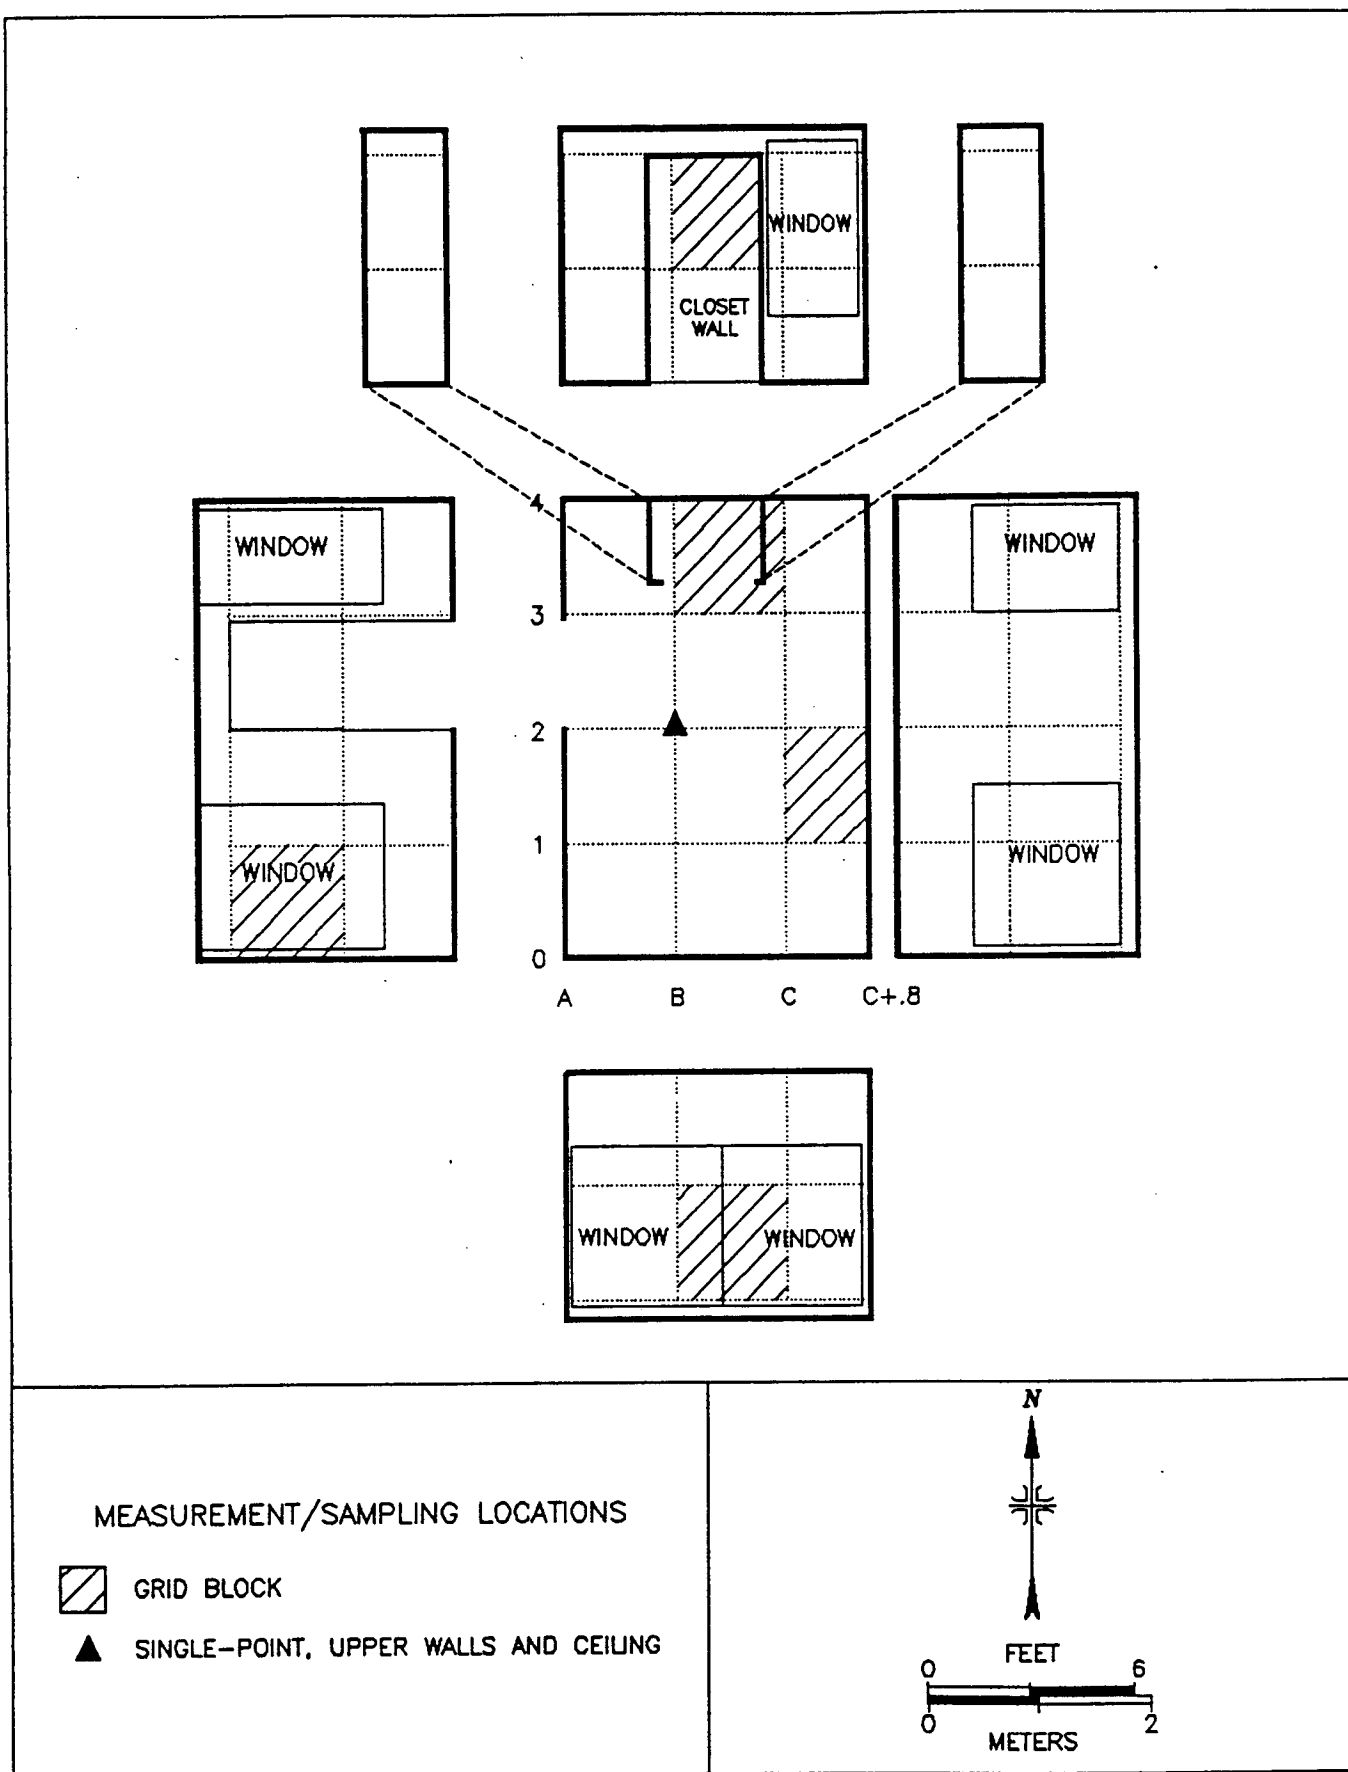 WINDOW
CLOSET
WALL
4
WINDOW
WINDOW
3
2
1
WINDOW
WINDOW
0
A B C C+.8
WINDOW WINDOW
N
MEASUREMENT/SAMPLING LOCATIONS
GRID BLOCK
SINGLE-POINT, UPPER WALLS AND CEILING
FEET
0 6
0 2
METERS